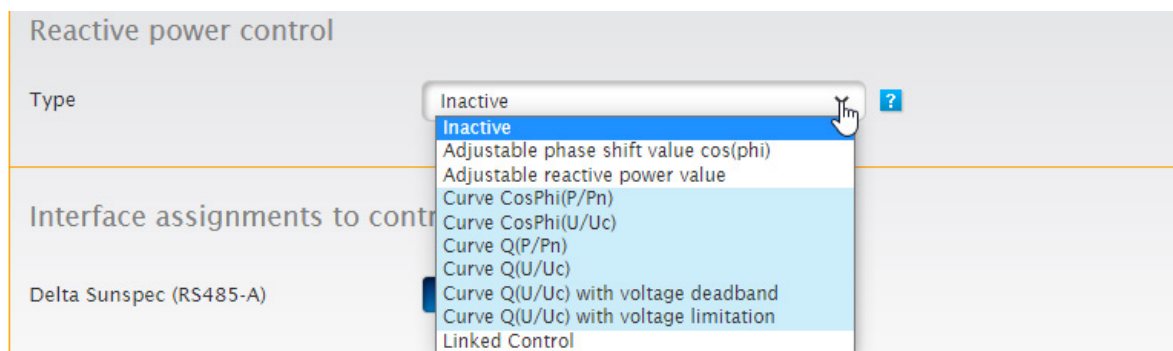 Reactive power control
Type
Inactive
?
Inactive
Adjustable phase shift value cos(phi)
Adjustable reactive power value
Curve CosPhi(P/Pn)
Curve CosPhi(U/Uc)
Curve Q(P/Pn)
Curve Q(U/Uc)
Curve Q(U/Uc) with voltage deadband
Curve Q(U/Uc) with voltage limitation
Linked Control
Interface assignments to contr
Delta Sunspec (RS485-A)